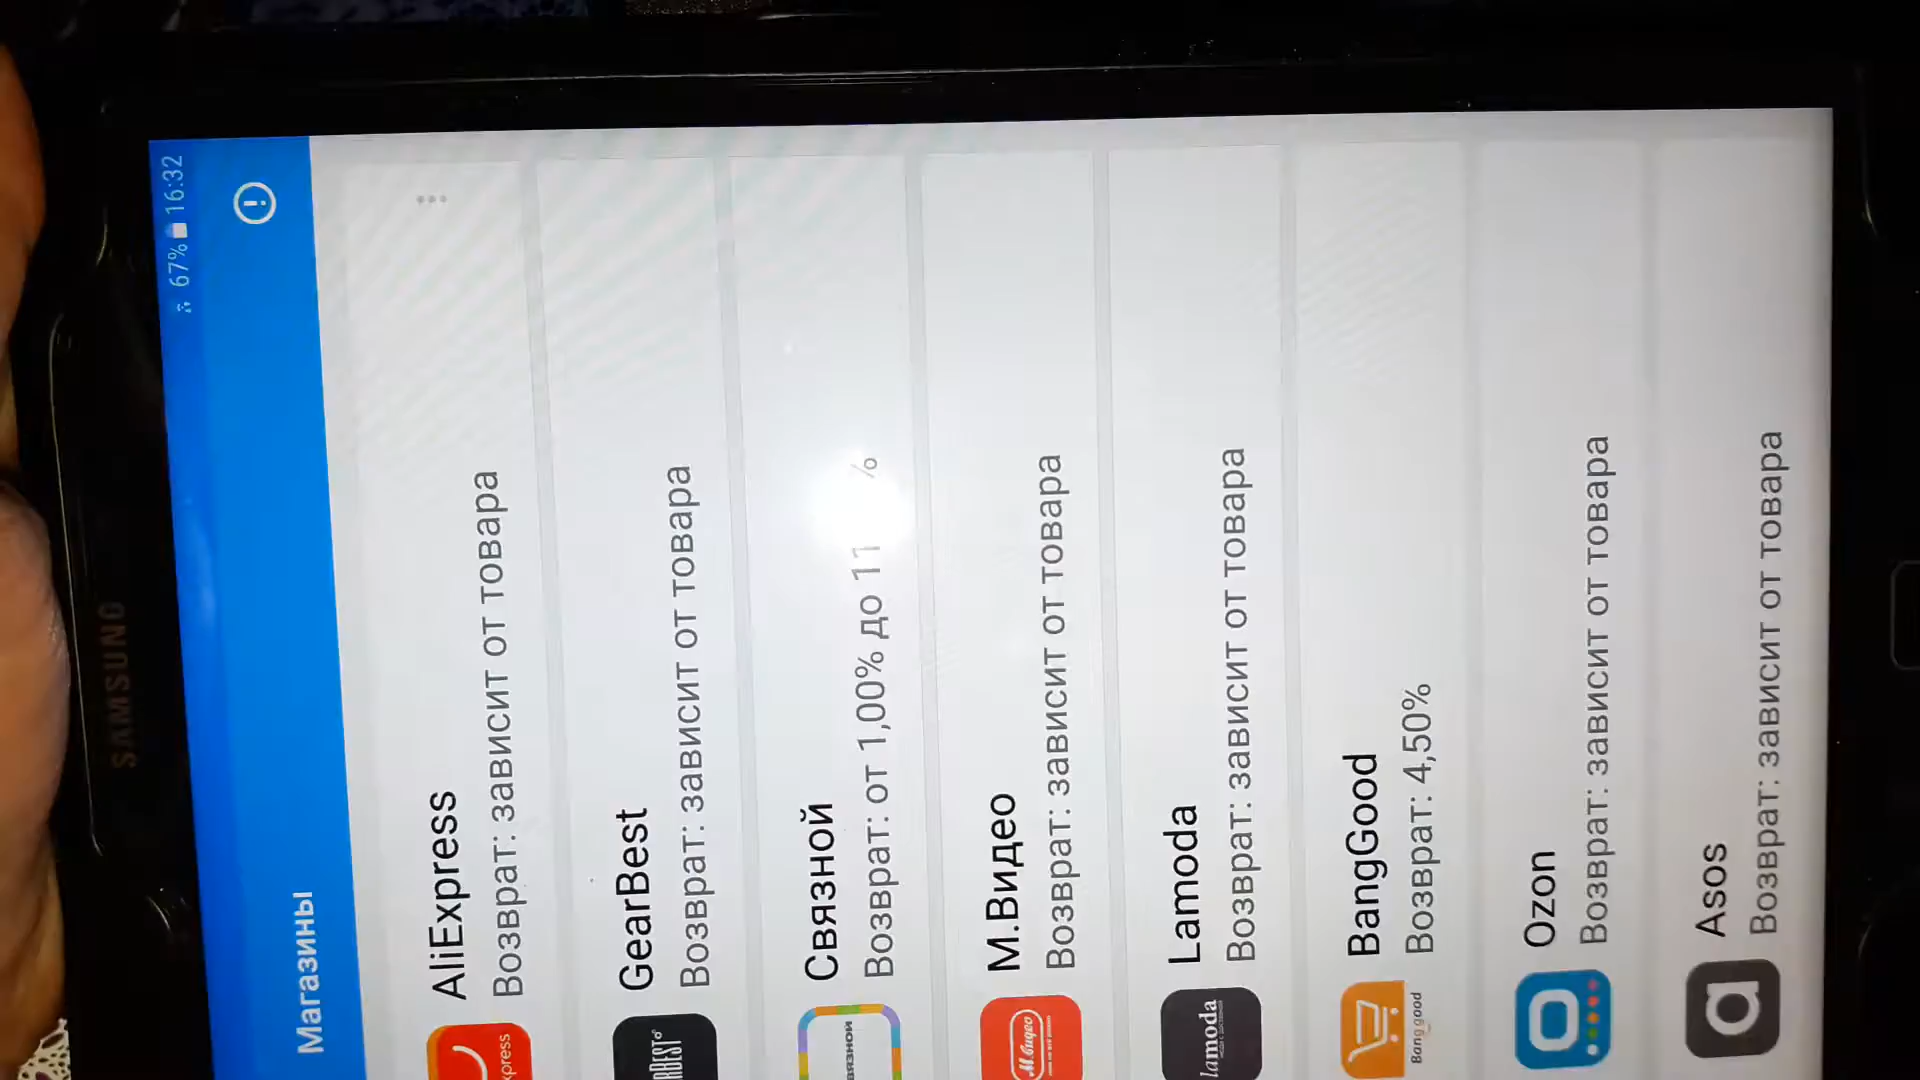 SAMSUNG
67% 16:32
Магазины
AliExpress
Возврат: зависит от товара
GearBest
Возврат: зависит от товара
Связной
Возврат: от 1,00% до %
М.Видео
Возврат: зависит от товара
lamoda
Lamoda
Возврат: зависит от товара
Banggood
BangGood
Возврат: 4,50%
Ozon
Возврат: зависит от товара
Asos
Возврат: зависит от товара